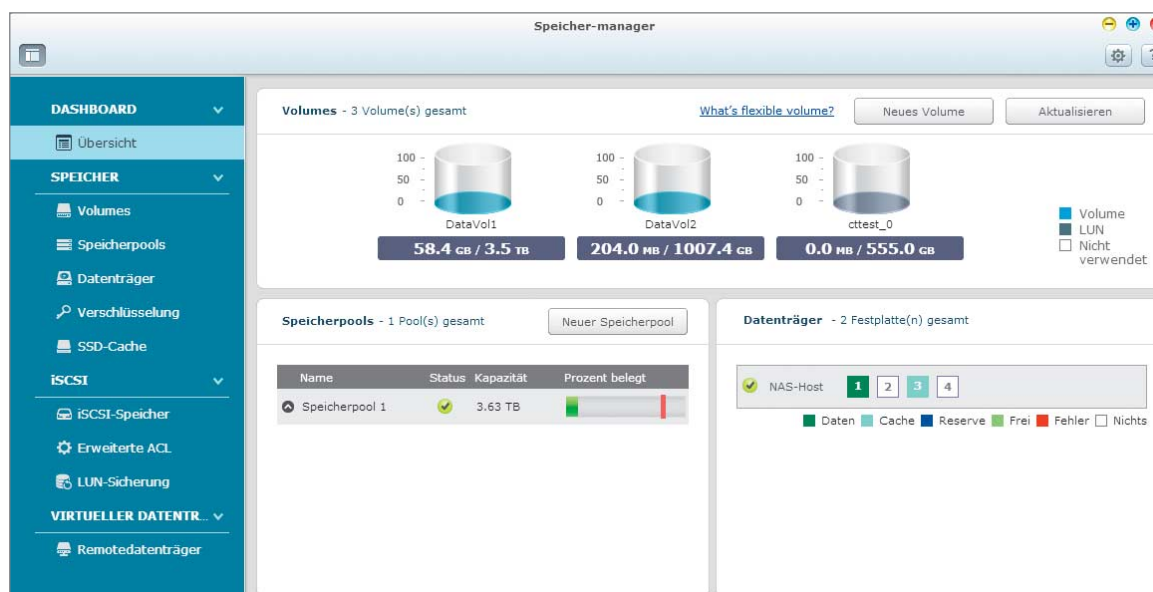 Speicher-manager
DASHBOARD
Übersicht
SPEICHER
Volumes
Speicherpools
Datenträger
Verschlüsselung
SSD-Cache
iSCSI
iSCSI-Speicher
Erweiterte ACL
LUN-Sicherung
VIRTUELLER DATENTR...
Remotedatenträger
Volumes - 3 Volume(s) gesamt
What's flexible volume?
Neues Volume
Aktualisieren
100
50
0
DataVol1
58.4 GB / 3.5 TB
100
50
0
DataVol2
204.0 MB / 1007.4 GB
100
50
0
cttest_0
0.0 MB / 555.0 GB
Volume
LUN
Nicht
verwendet
Speicherpools - 1 Pool(s) gesamt
Neuer Speicherpool
Name Status Kapazität Prozent belegt
Speicherpool 1 3.63 TB
Datenträger - 2 Festplatte(n) gesamt
NAS-Host 1 2 3 4
Daten Cache Reserve Frei Fehler Nichts